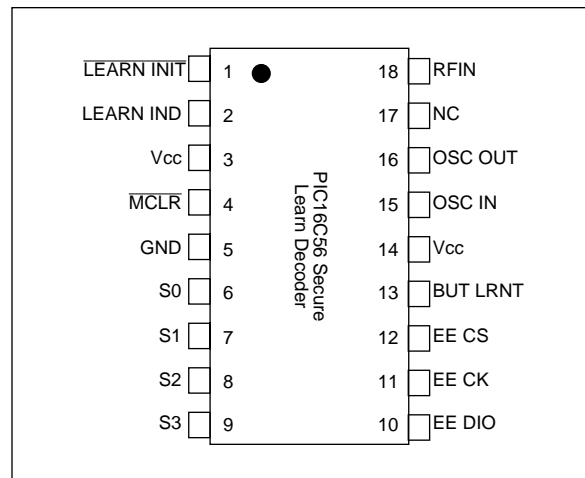 LEARN INIT 1 18 RFIN
LEARN IND 2 17 NC
Vcc 3 16 OSC OUT
MCLR 4 15 OSC IN
GND 5 14 Vcc
S0 6 13 BUT LRNT
S1 7 12 EE CS
S2 8 11 EE CK
S3 9 10 EE DIO
PIC16C56 Secure
Learn Decoder